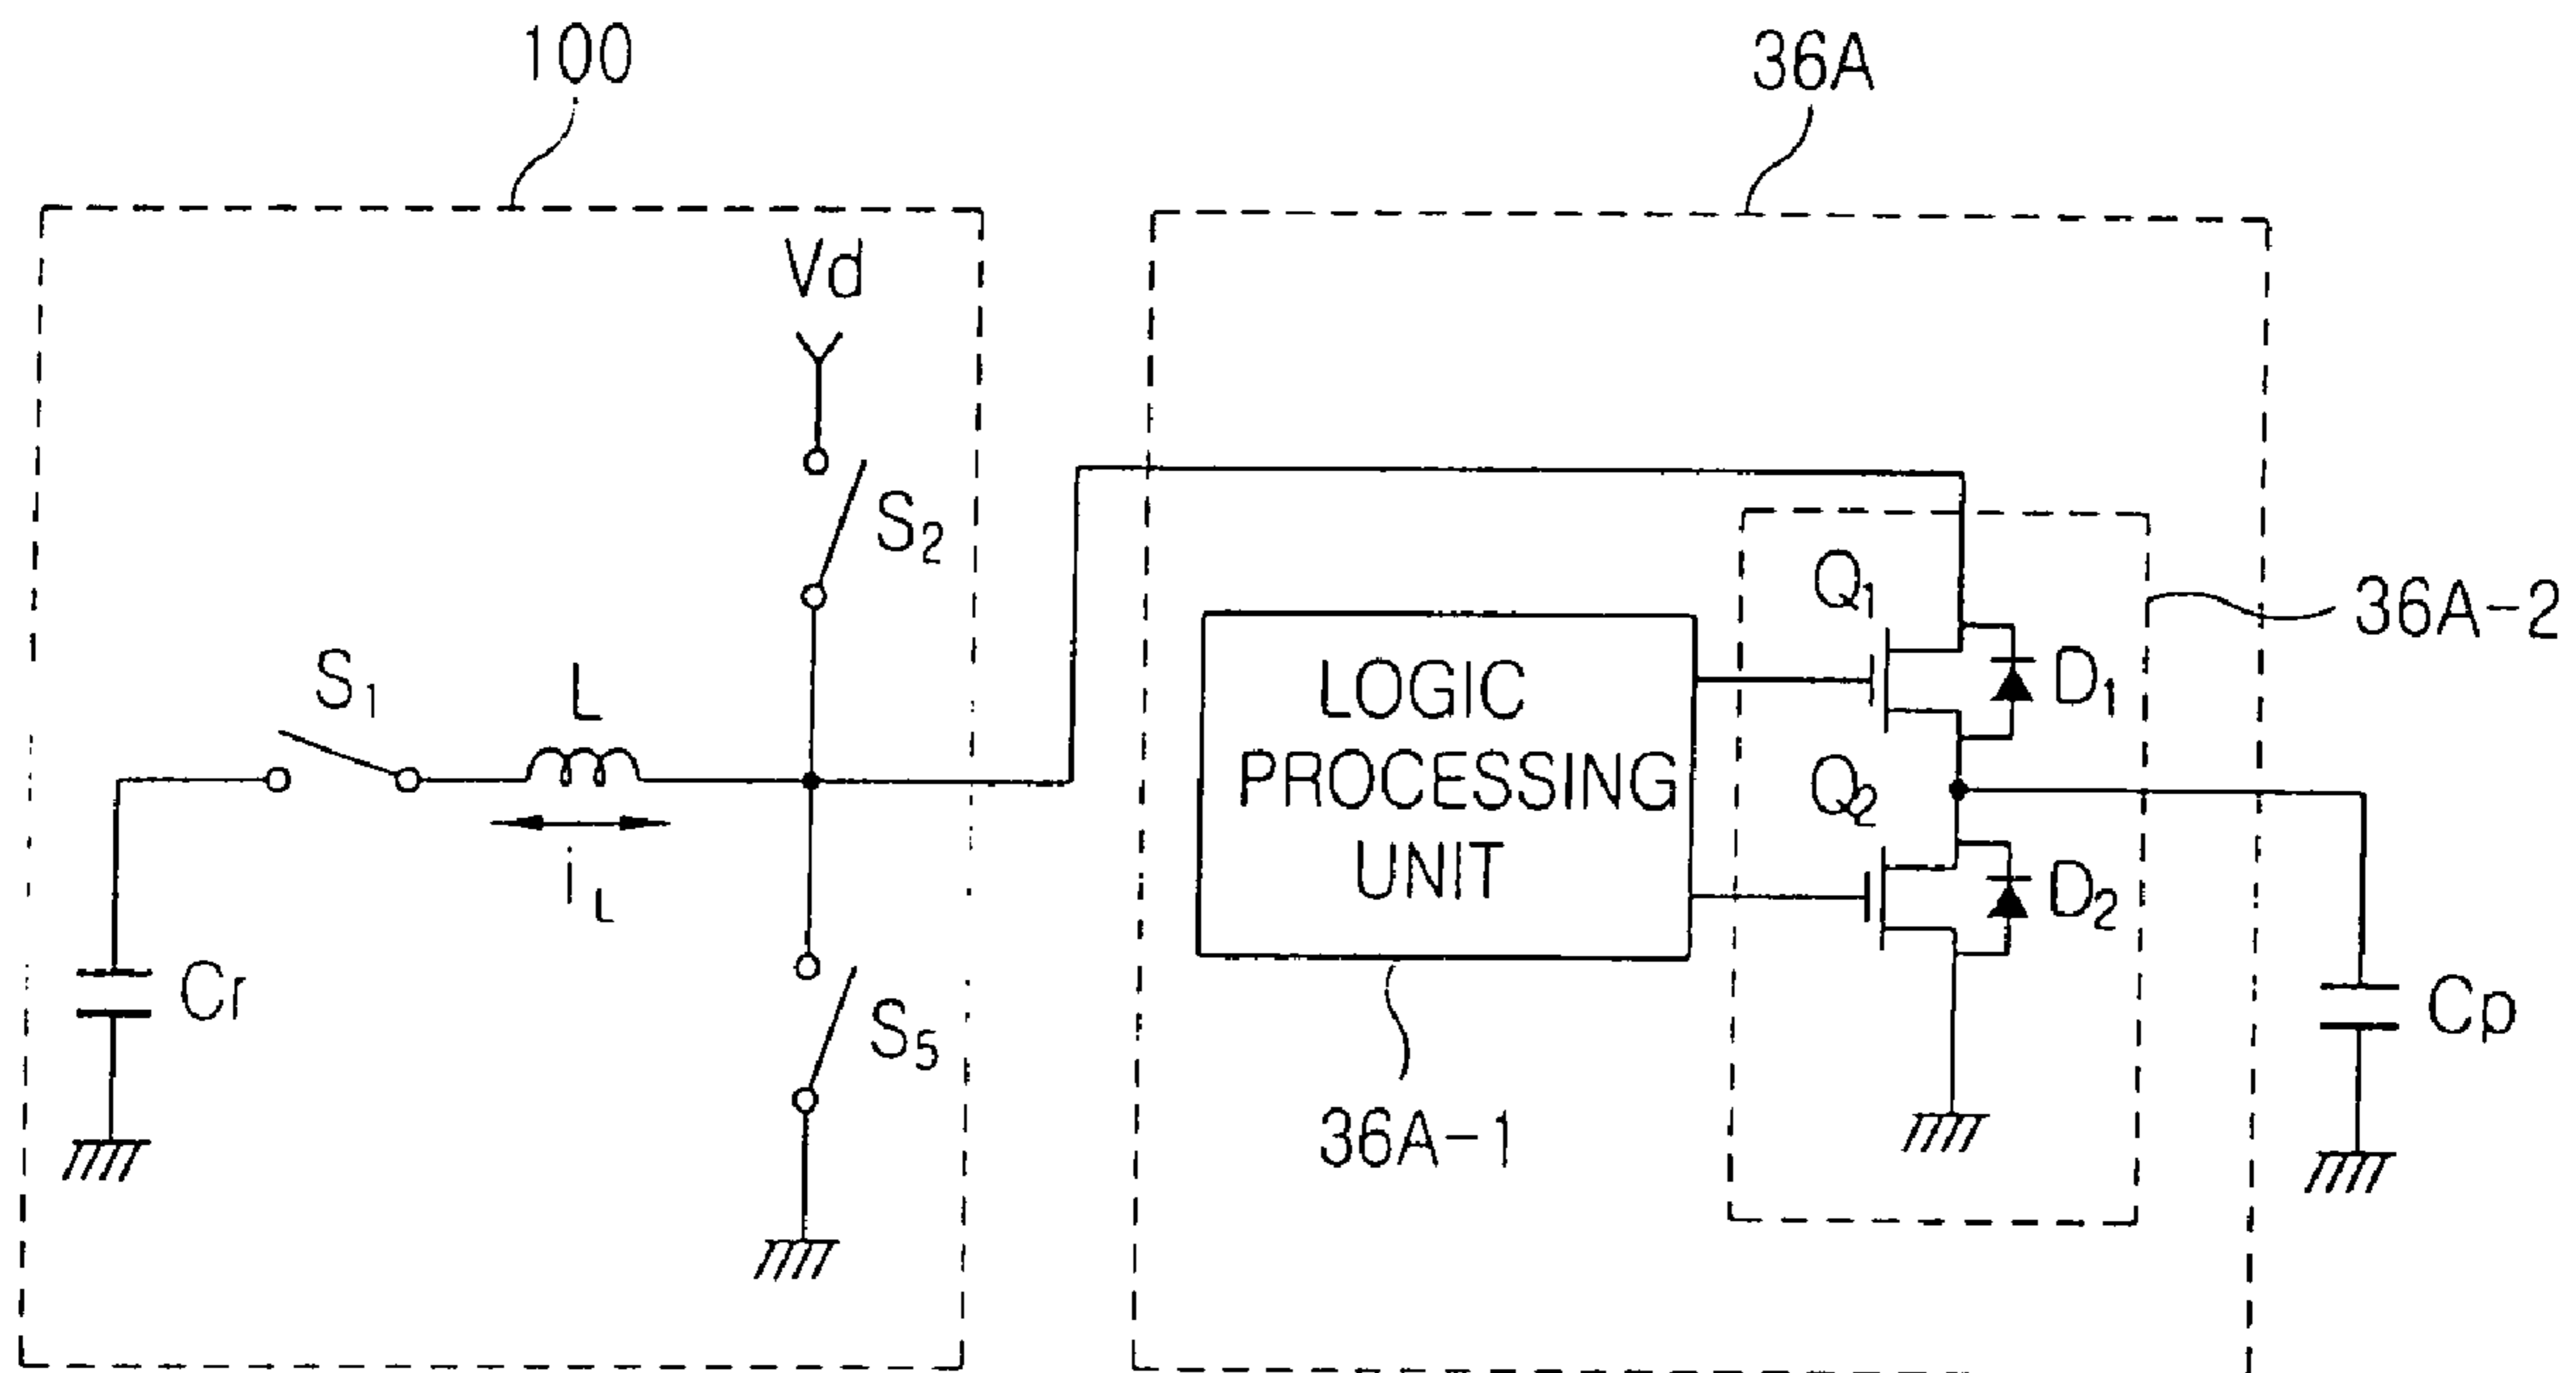 100
36A
Vd
S2
Q1
36A-2
S1
L
LOGIC
PROCESSING
UNIT
D1
Q2
iL
D2
Cr
S5
Cp
36A-1